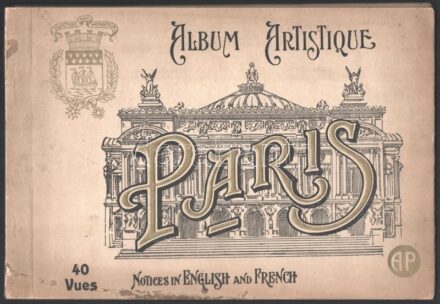 ALBUM ARTISTIQUE
PARIS
40
Vues
NOTICES IN ENGLISH AND FRENCH
AP